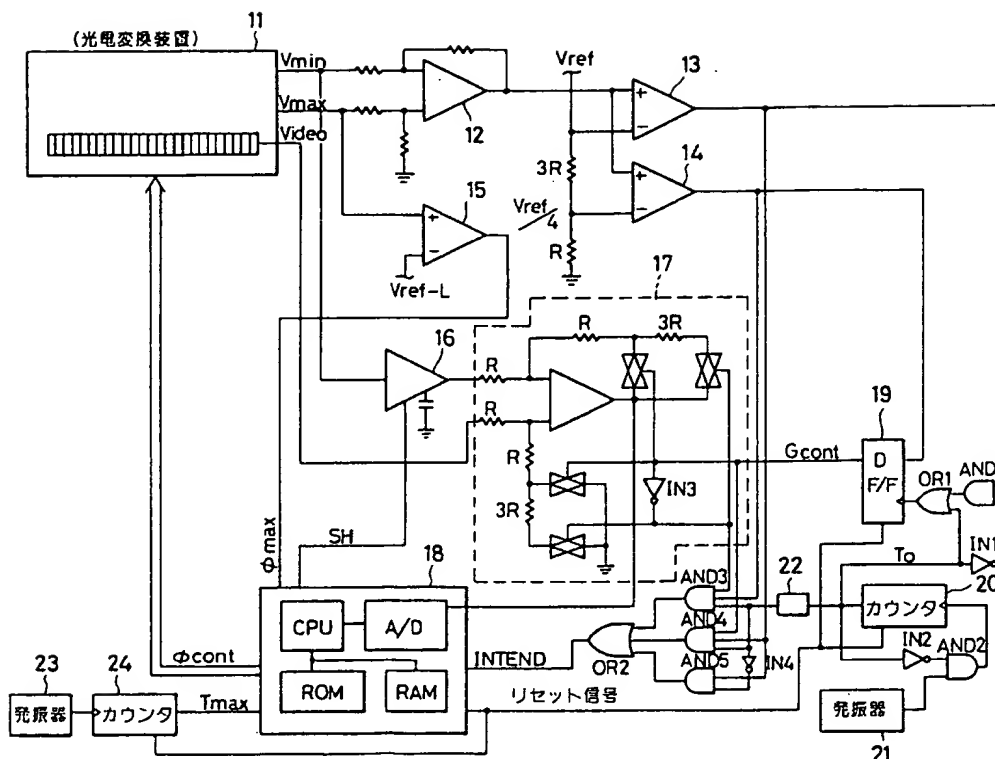 (光電変換装置)
11
Vmin
Vmax
Video
12
Vref
13
14
3R
Vref/4
R
15
Vref-L
17
16
R
3R
R
R
R
3R
IN3
Gcont
19
D
F/F
OR1
AND
IN1
To
20
カウンタ
IN2
AND2
発振器
21
22
AND3
AND4
AND5
IN4
OR2
INTEND
リセット信号
Φmax
SH
18
CPU
A/D
ROM
RAM
Φcont
23
発振器
24
カウンタ
Tmax